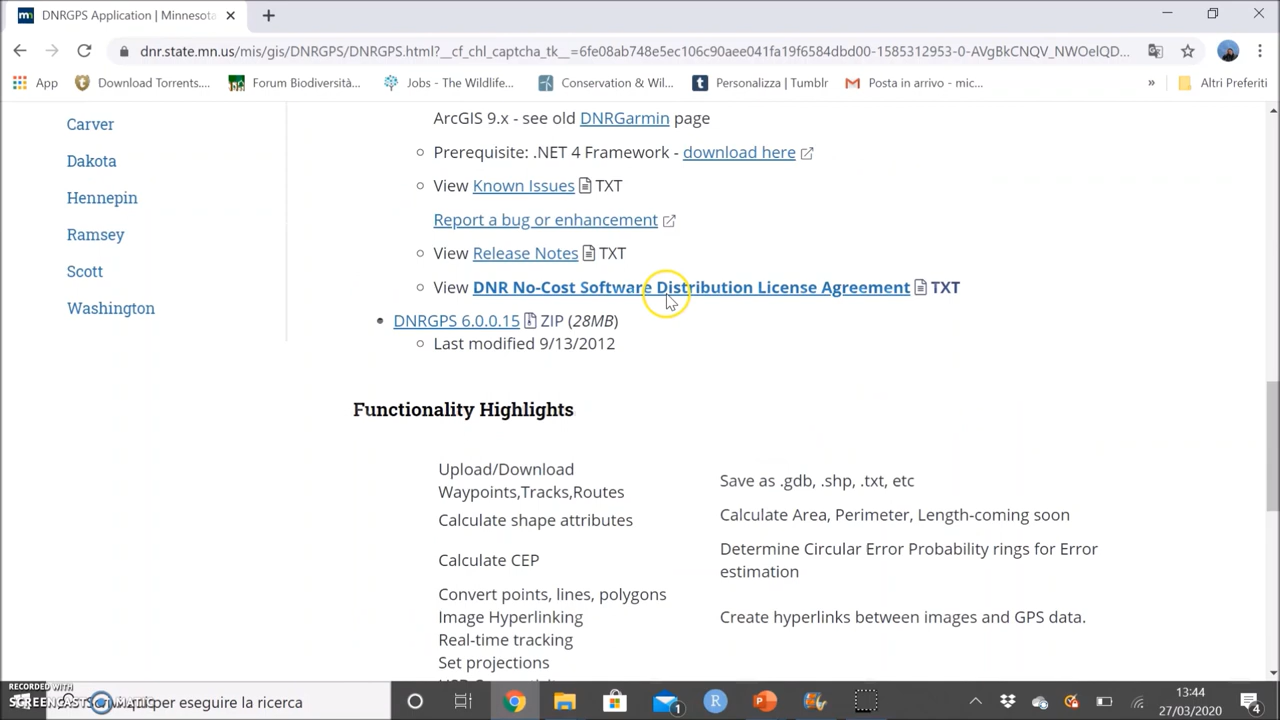 DNRGPS Application | Minnesota
dnr.state.mn.us/mis/gis/DNRGPS/DNRGPS.html?__cf_chl_captcha_tk__=6fe08ab748e5ec106c90aee041fa19f6584dbd00-1585312953-0-AVgBkCNQV_NWOelQD...
App
Download Torrents....
Forum Biodiversità...
Jobs - The Wildlife...
Conservation & Wil...
Personalizza | Tumblr
Posta in arrivo - mic...
»
Altri Preferiti
Carver
Dakota
Hennepin
Ramsey
Scott
Washington
ArcGIS 9.x - see old DNRGarmin page
Prerequisite: .NET 4 Framework - download here
View Known Issues TXT
Report a bug or enhancement
View Release Notes TXT
View DNR No-Cost Software Distribution License Agreement TXT
DNRGPS 6.0.0.15 ZIP (28MB)
Last modified 9/13/2012
Functionality Highlights
Upload/Download
Waypoints,Tracks,Routes
Save as .gdb, .shp, .txt, etc
Calculate shape attributes
Calculate Area, Perimeter, Length-coming soon
Calculate CEP
Determine Circular Error Probability rings for Error
estimation
Convert points, lines, polygons
Image Hyperlinking
Create hyperlinks between images and GPS data.
Real-time tracking
Set projections
RECORDED WITH
SCREENCAST-O-MATIC
per eseguire la ricerca
1
13:44
27/03/2020
4